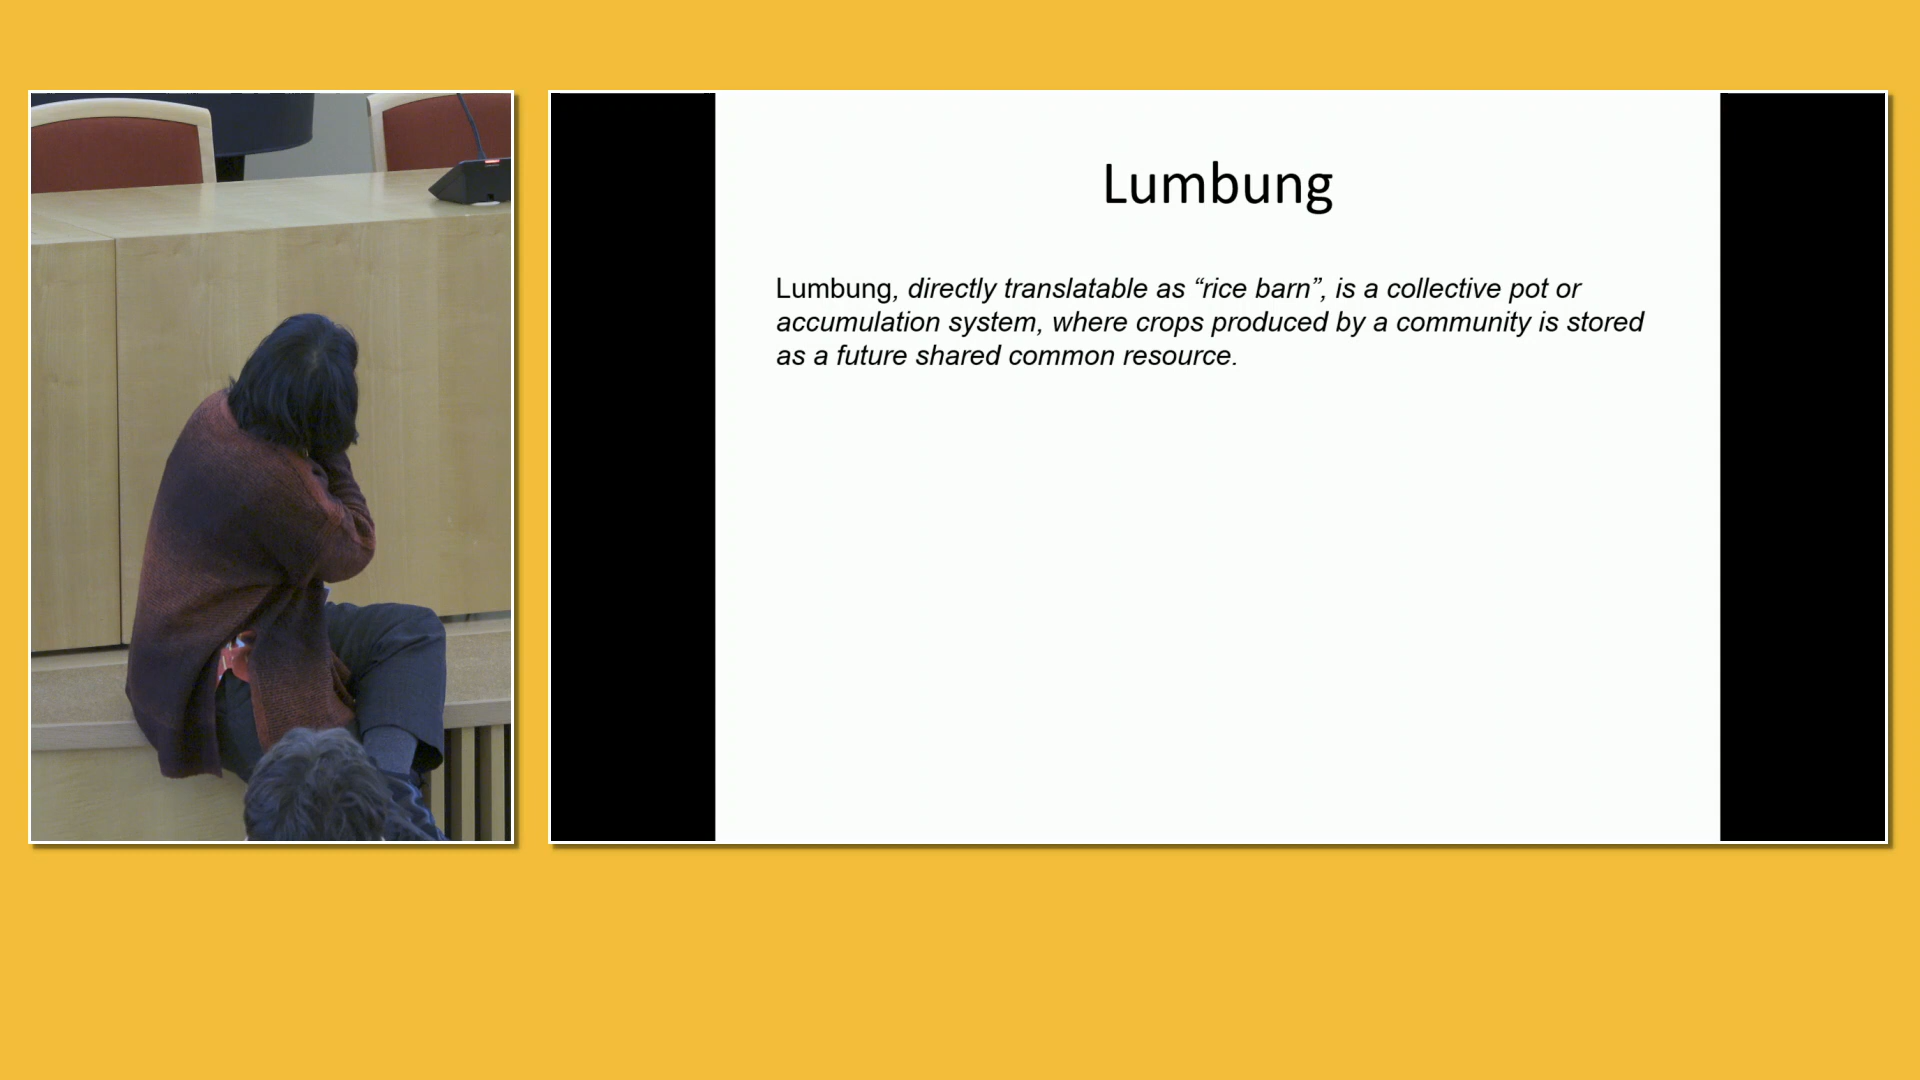 Lumbung
Lumbung, directly translatable as “rice barn”, is a collective pot or
accumulation system, where crops produced by a community is stored
as a future shared common resource.